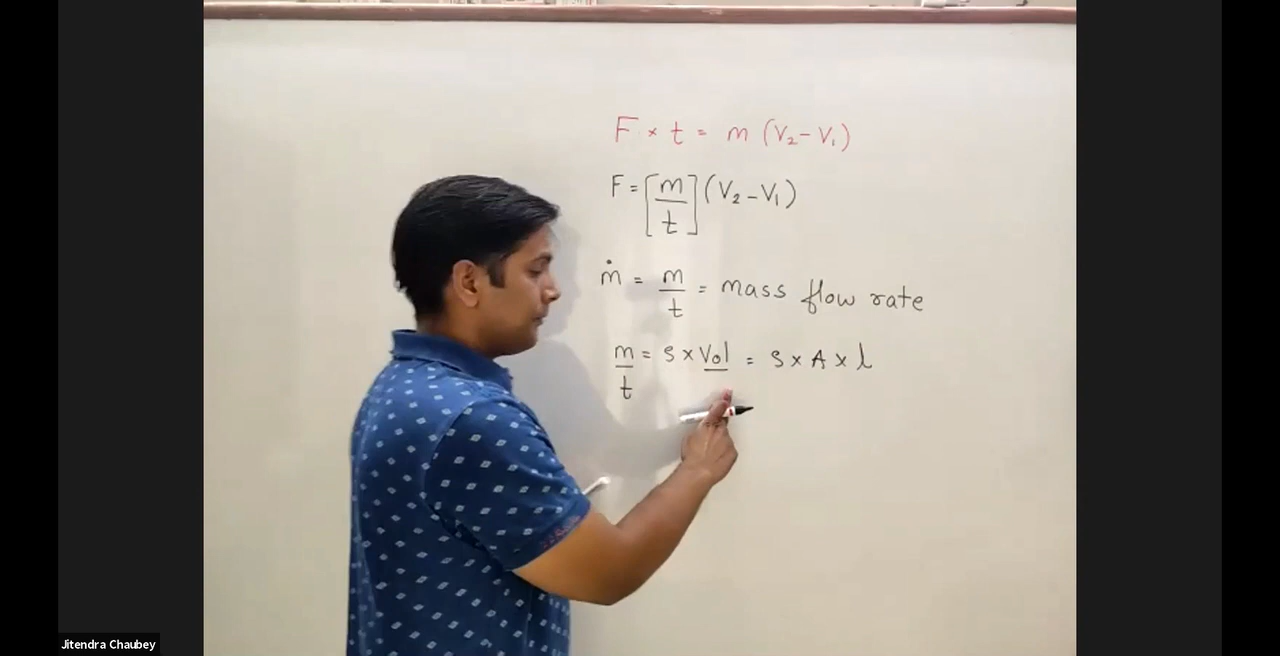 F × t = m (V₂ - V₁)
F = [m/t] (V₂ - V₁)
ṁ = m/t = mass flow rate
m/t = S × Vol = S × A × l
Jitendra Chaubey